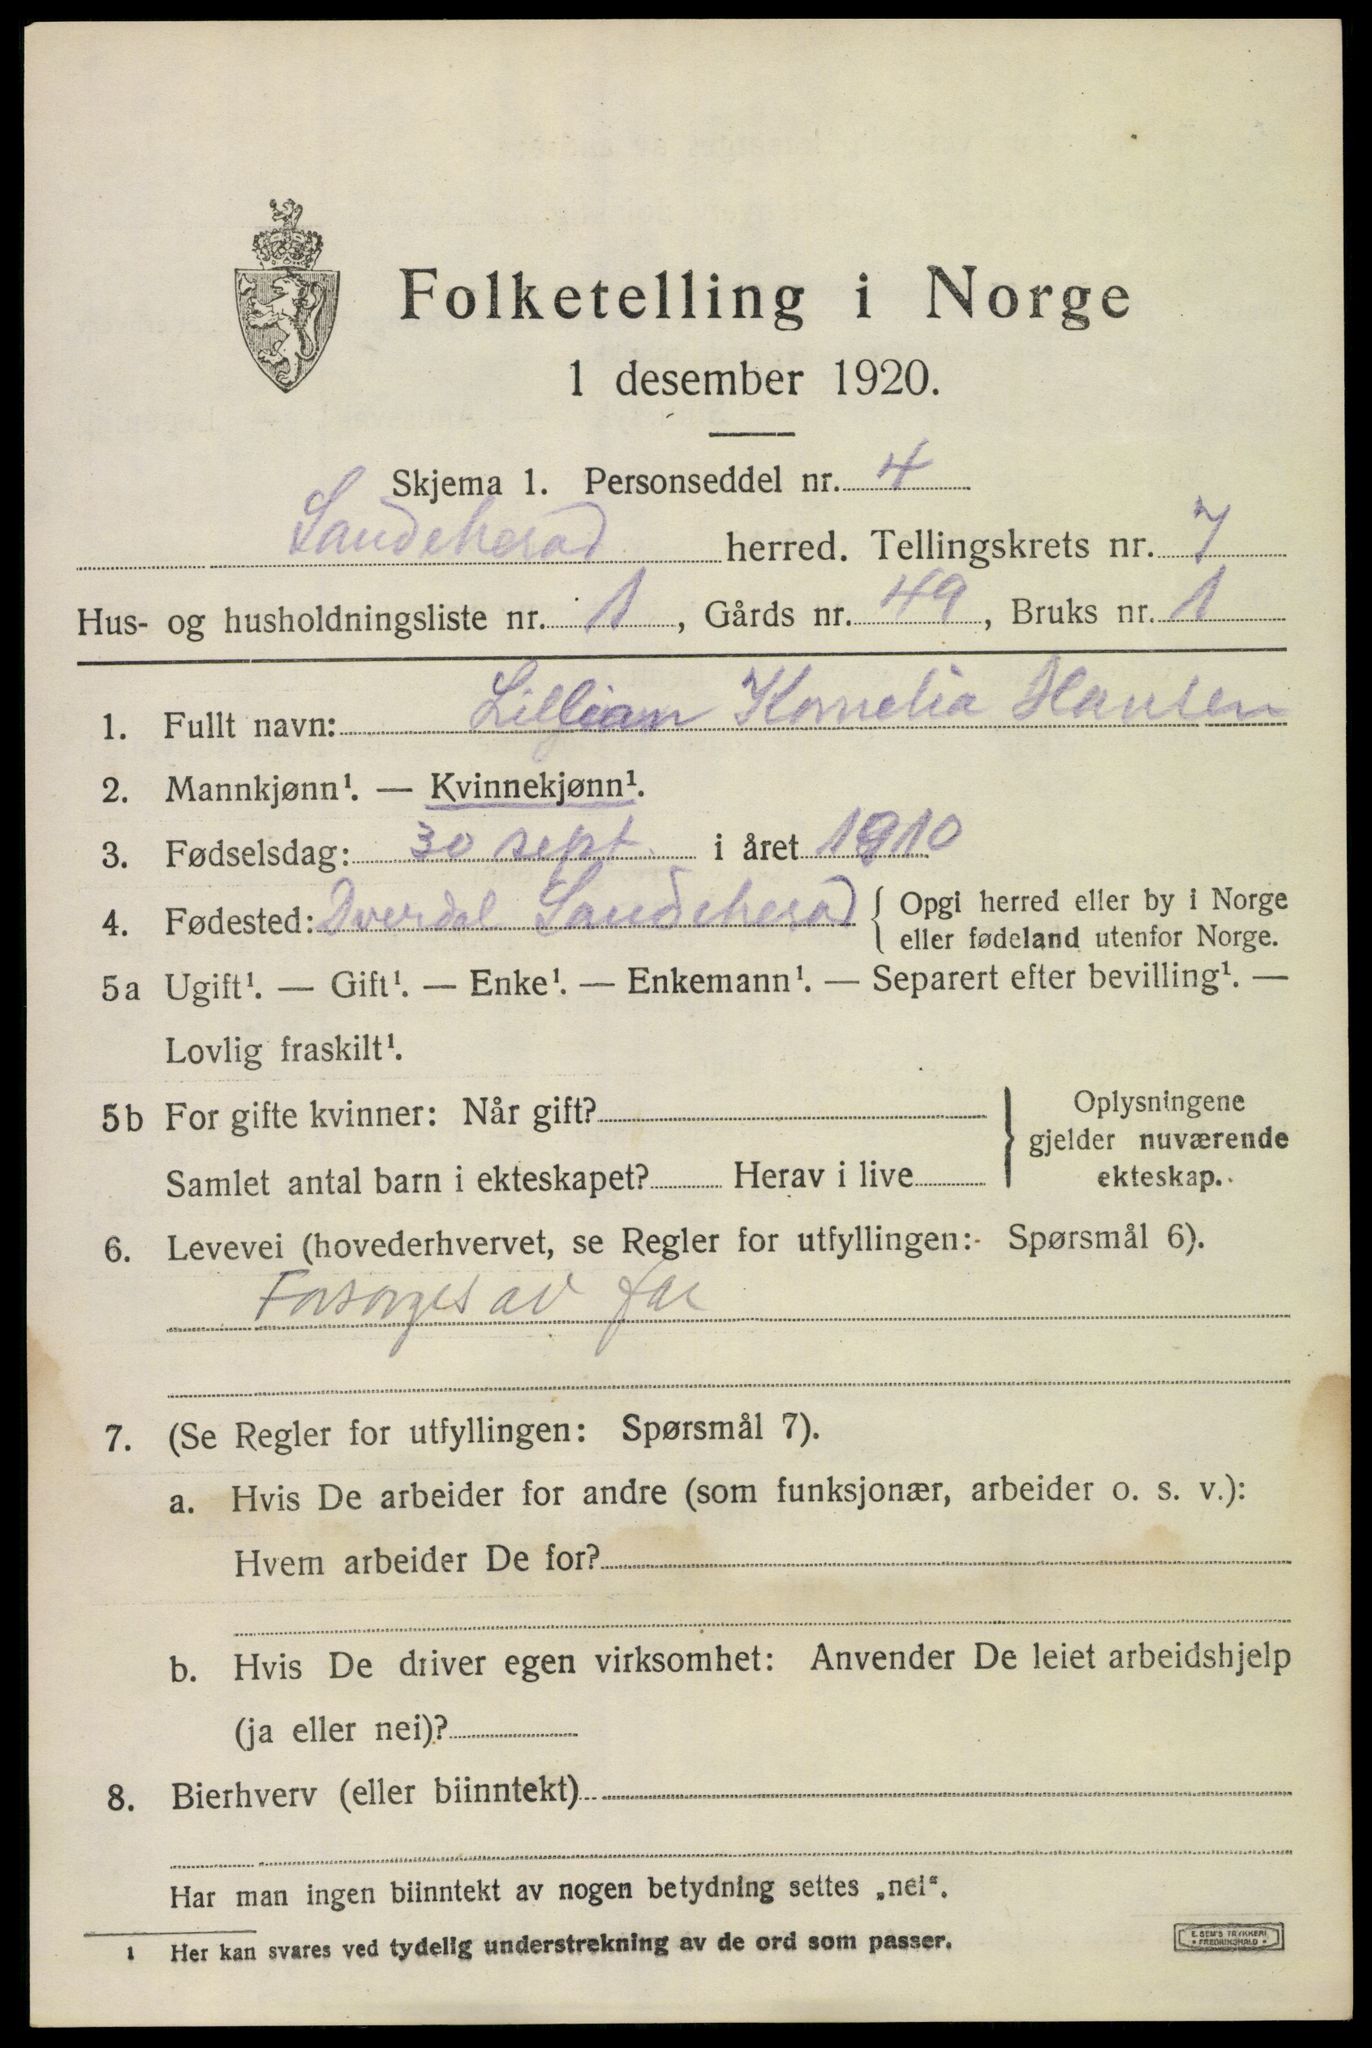 Folketelling i Norge
1 desember 1920.
Skjema 1. Personseddel nr. 4
Sandeherad herred. Tellingskrets nr. 7
Hus- og husholdningsliste nr. 1, Gårds nr. 49, Bruks nr. 1
1. Fullt navn: Lillian Kornelia Hansen
2. Mannkjønn¹. — Kvinnekjønn¹.
3. Fødselsdag: 30 sept. i året 1910
4. Fødested: Dverdal Sandeherad { Opgi herred eller by i Norge
eller fødeland utenfor Norge.
5a Ugift¹. — Gift¹. — Enke¹. — Enkemann¹. — Separert efter bevilling¹. —
Lovlig fraskilt¹.
5b For gifte kvinner: Når gift? } Oplysningene
gjelder nuværende
Samlet antal barn i ekteskapet? Herav i live ekteskap.
6. Levevei (hovederhvervet, se Regler for utfyllingen: Spørsmål 6).
Forsørges av far
7. (Se Regler for utfyllingen: Spørsmål 7).
a. Hvis De arbeider for andre (som funksjonær, arbeider o. s. v.):
Hvem arbeider De for?
b. Hvis De driver egen virksomhet: Anvender De leiet arbeidshjelp
(ja eller nei)?
8. Bierhverv (eller biinntekt)
Har man ingen biinntekt av nogen betydning settes „nei“.
1 Her kan svares ved tydelig understrekning av de ord som passer.
E. SEM'S TRYKKERI
• FREDRIKSHALD •